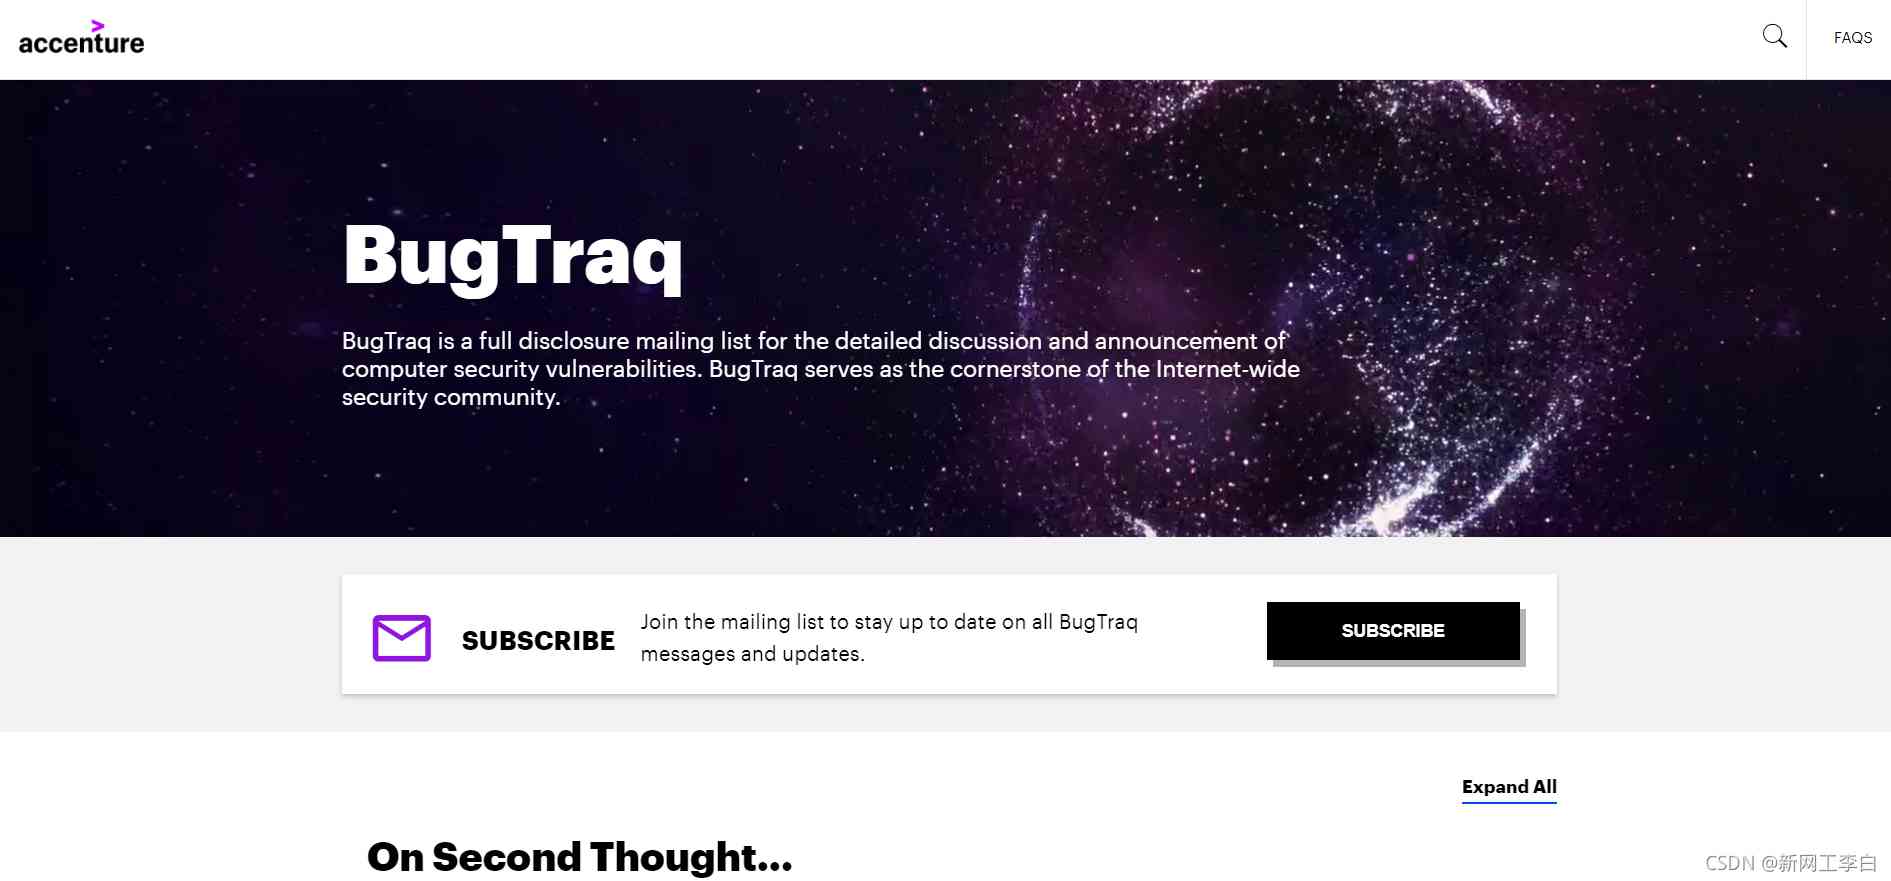 accenture
FAQS
BugTraq
BugTraq is a full disclosure mailing list for the detailed discussion and announcement of
computer security vulnerabilities. BugTraq serves as the cornerstone of the Internet-wide
security community.
SUBSCRIBE
Join the mailing list to stay up to date on all BugTraq
messages and updates.
SUBSCRIBE
Expand All
On Second Thought...
CSDN @新网工李白